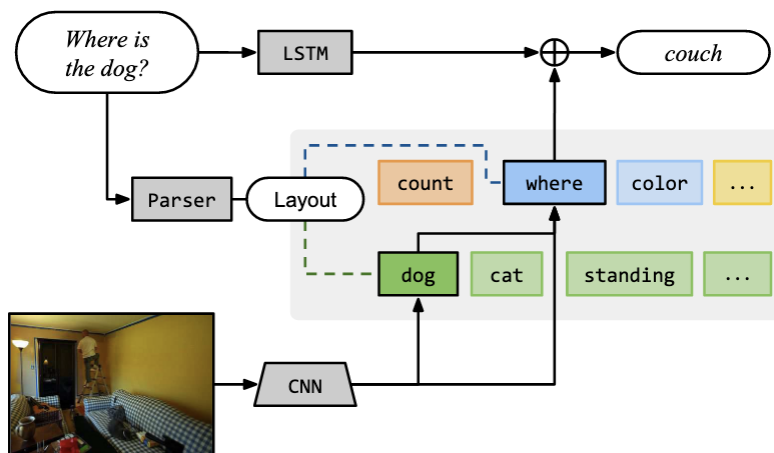 Where is
the dog?
LSTM
couch
count
where
color
...
Parser
Layout
dog
cat
standing
...
CNN